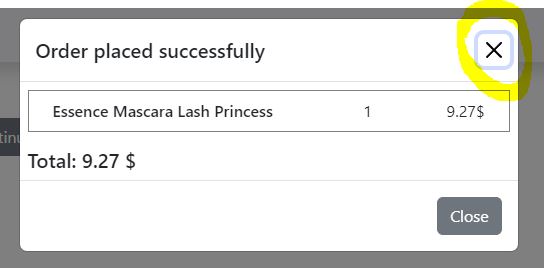 Order placed successfully
Essence Mascara Lash Princess 1 9.27$
Total: 9.27 $
Close